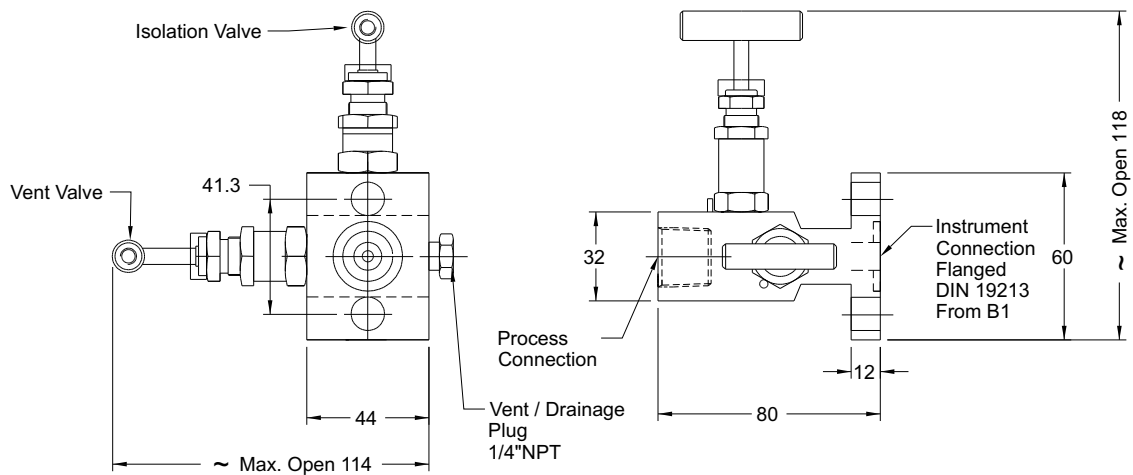 Isolation Valve
Vent Valve
41.3
44
~ Max. Open 114
Vent / Drainage
Plug
1/4"NPT
Process
Connection
32
80
12
60
Instrument
Connection
Flanged
DIN 19213
From B1
~ Max. Open 118